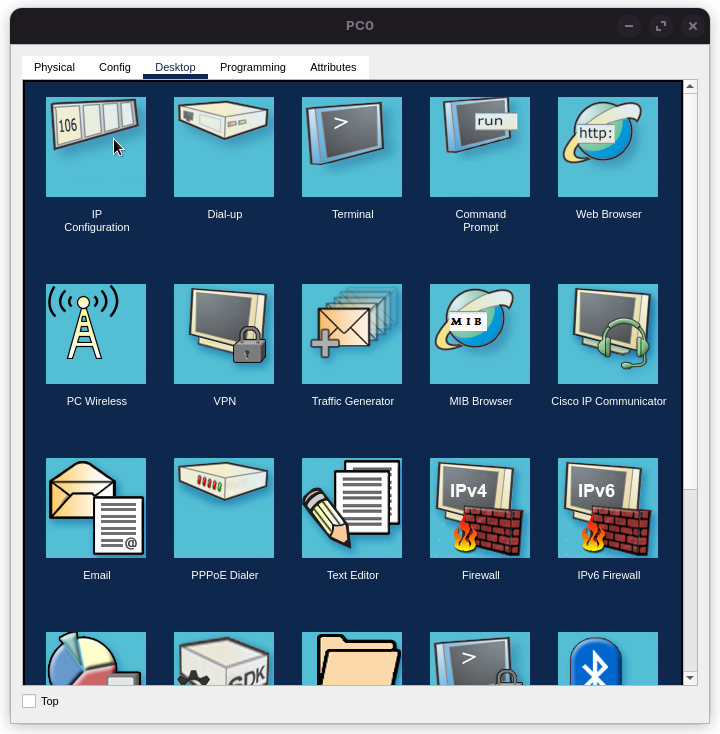 PC0
Physical Config Desktop Programming Attributes
106
>
run
http:
IP
Configuration
Dial-up
Terminal
Command
Prompt
Web Browser
MIB
PC Wireless
VPN
Traffic Generator
MIB Browser
Cisco IP Communicator
IPv4
IPv6
@
Email
PPPoE Dialer
Text Editor
Firewall
IPv6 Firewall
SDK
>
Top